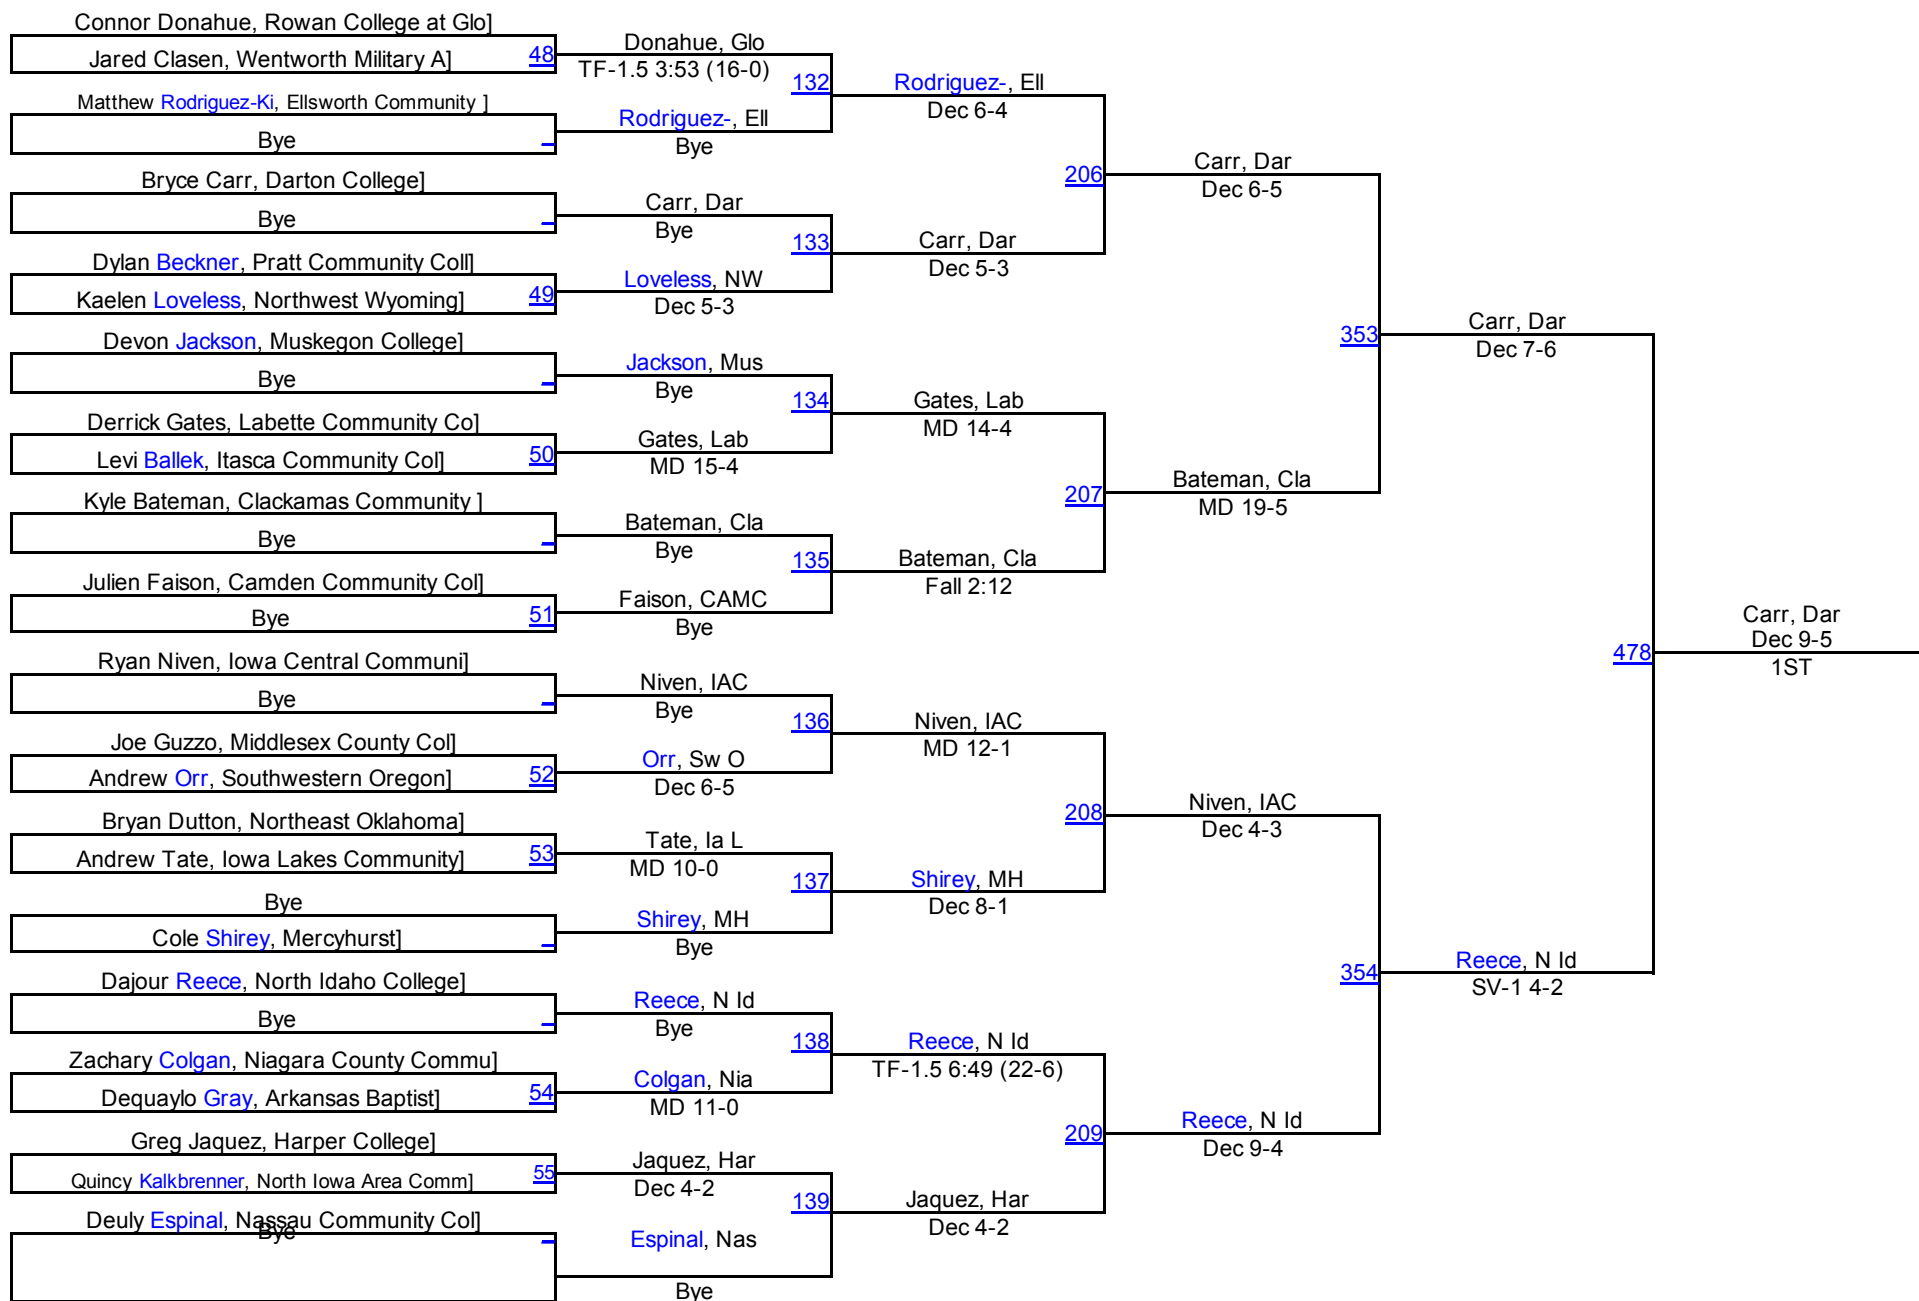 Connor Donahue, Rowan College at Glo]
Jared Clasen, Wentworth Military A]
48
Matthew Rodriguez-Ki, Ellsworth Community ]
Bye
Bryce Carr, Darton College]
Bye
Dylan Beckner, Pratt Community Coll]
Kaelen Loveless, Northwest Wyoming]
49
Devon Jackson, Muskegon College]
Bye
Derrick Gates, Labette Community Co]
Levi Ballek, Itasca Community Col]
50
Kyle Bateman, Clackamas Community ]
Bye
Julien Faison, Camden Community Col]
Bye
51
Ryan Niven, Iowa Central Communi]
Bye
Joe Guzzo, Middlesex County Col]
Andrew Orr, Southwestern Oregon]
52
Bryan Dutton, Northeast Oklahoma]
Andrew Tate, Iowa Lakes Community]
53
Bye
Cole Shirey, Mercyhurst]
Dajour Reece, North Idaho College]
Bye
Zachary Colgan, Niagara County Commu]
Dequaylo Gray, Arkansas Baptist]
54
Greg Jaquez, Harper College]
Quincy Kalkbrenner, North Iowa Area Comm]
55
Deuly Espinal, Nassau Community Col]
Bye
Donahue, Glo
TF-1.5 3:53 (16-0)
132
Rodriguez-, Ell
Bye
Carr, Dar
Bye
133
Loveless, NW
Dec 5-3
Jackson, Mus
Bye
134
Gates, Lab
MD 15-4
Bateman, Cla
Bye
135
Faison, CAMC
Bye
Niven, IAC
Bye
136
Orr, Sw O
Dec 6-5
Tate, Ia L
MD 10-0
137
Shirey, MH
Bye
Reece, N Id
Bye
138
Colgan, Nia
MD 11-0
Jaquez, Har
Dec 4-2
139
Espinal, Nas
Bye
Rodriguez-, Ell
Dec 6-4
206
Carr, Dar
Dec 5-3
Gates, Lab
MD 14-4
207
Bateman, Cla
Fall 2:12
Niven, IAC
MD 12-1
208
Shirey, MH
Dec 8-1
Reece, N Id
TF-1.5 6:49 (22-6)
209
Jaquez, Har
Dec 4-2
Carr, Dar
Dec 6-5
353
Bateman, Cla
MD 19-5
Niven, IAC
Dec 4-3
354
Reece, N Id
Dec 9-4
Carr, Dar
Dec 7-6
478
Reece, N Id
SV-1 4-2
Carr, Dar
Dec 9-5
1ST